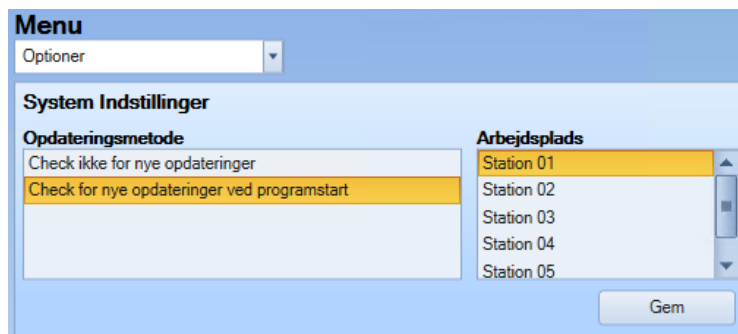 Menu
Optioner
System Indstillinger
Opdateringsmetode
Check ikke for nye opdateringer
Check for nye opdateringer ved programstart
Arbejdsplads
Station 01
Station 02
Station 03
Station 04
Station 05
Gem